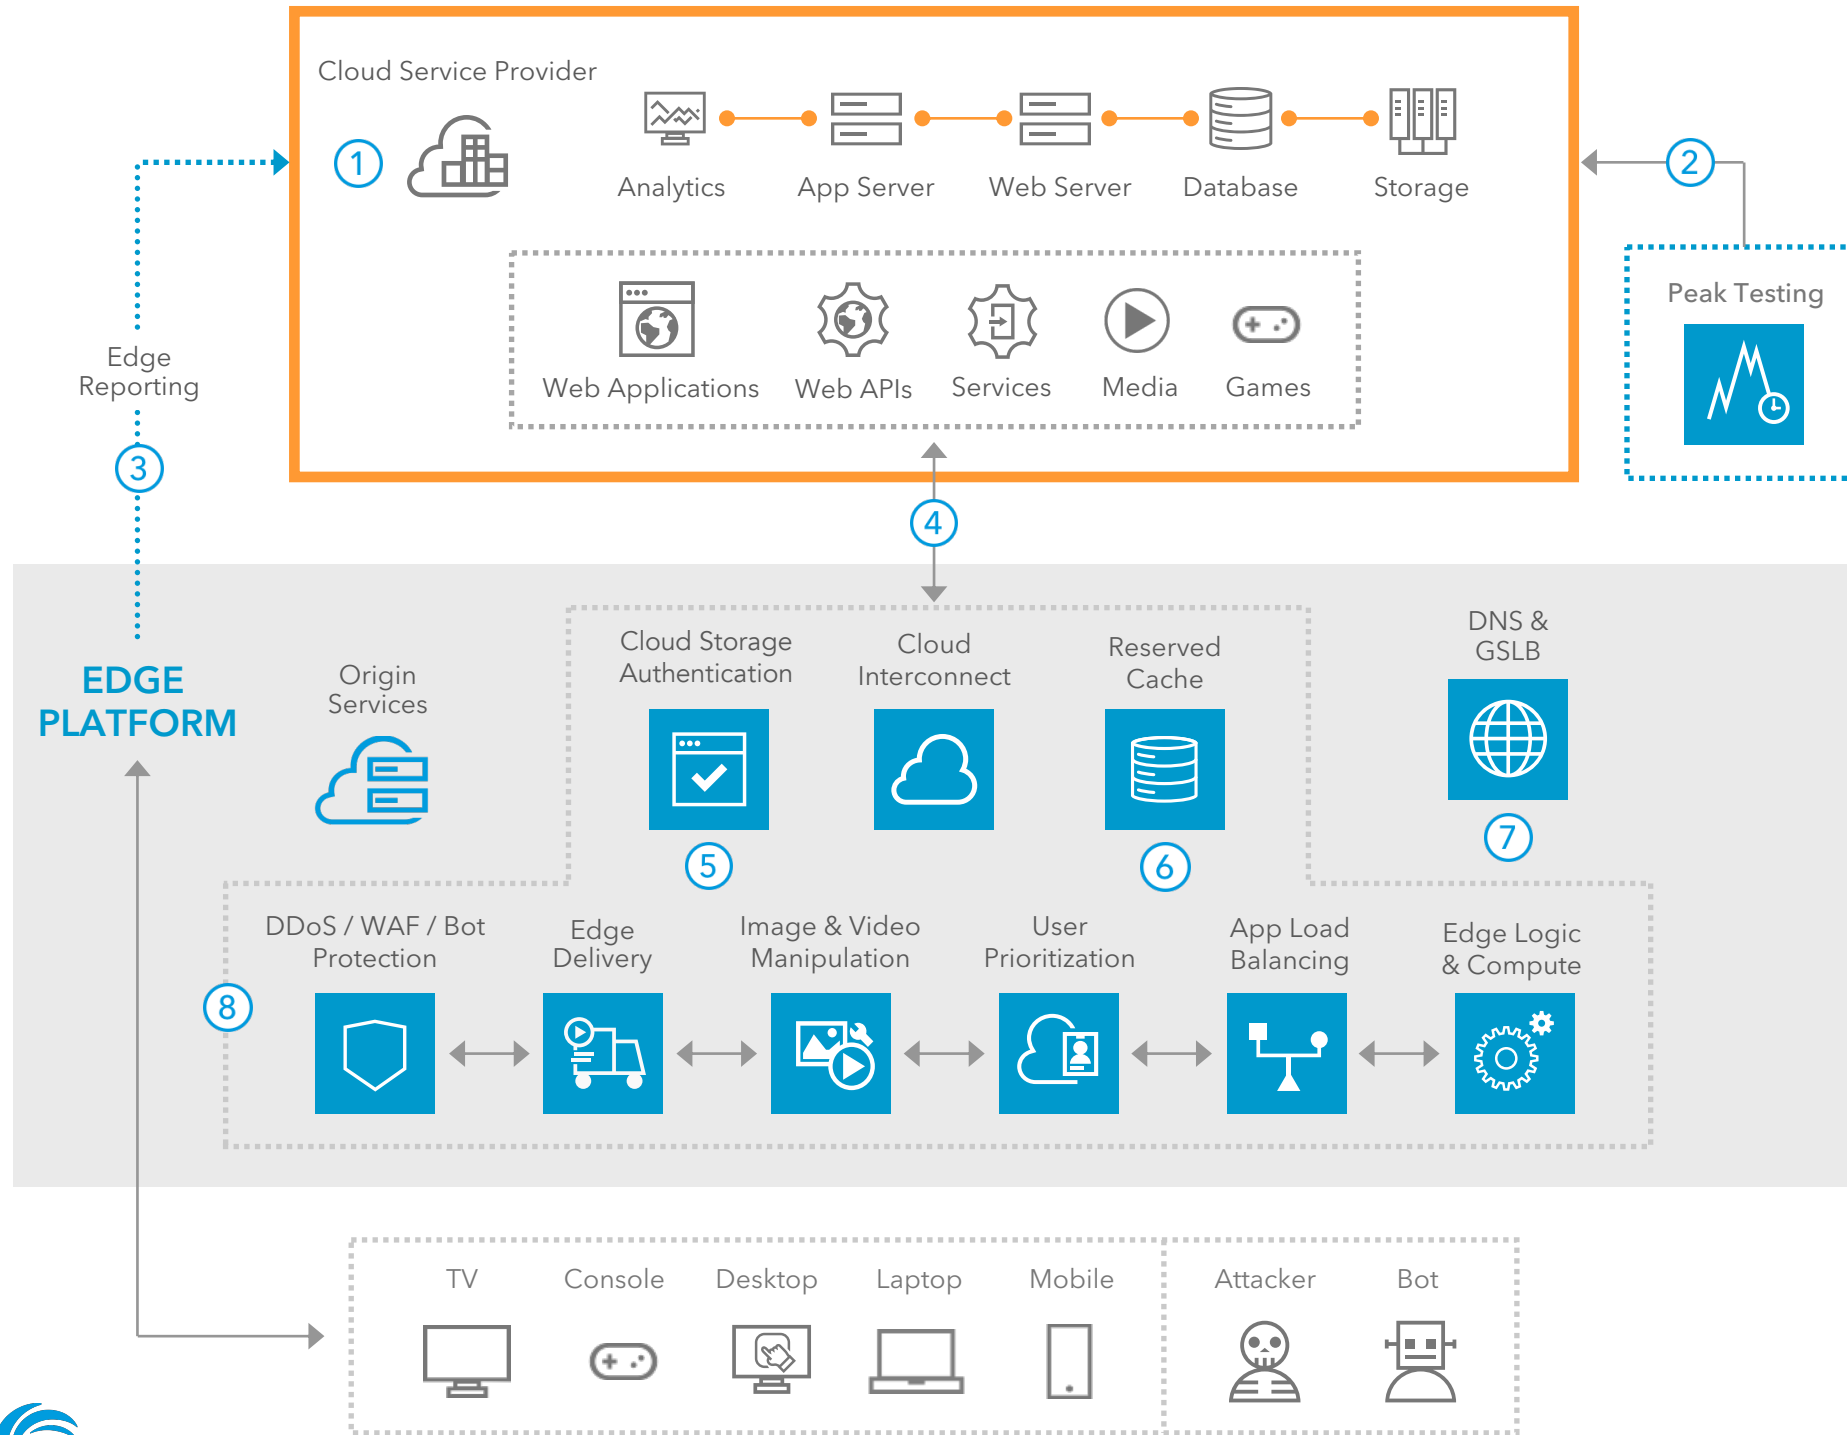 Cloud Service Provider
1
Analytics
App Server
Web Server
Database
Storage
2
Web Applications
Web APIs
Services
Media
Games
Peak Testing
Edge
Reporting
3
4
EDGE
PLATFORM
Origin
Services
Cloud Storage
Authentication
Cloud
Interconnect
Reserved
Cache
DNS &
GSLB
5
6
7
8
DDoS / WAF / Bot
Protection
Edge
Delivery
Image & Video
Manipulation
User
Prioritization
App Load
Balancing
Edge Logic
& Compute
TV
Console
Desktop
Laptop
Mobile
Attacker
Bot